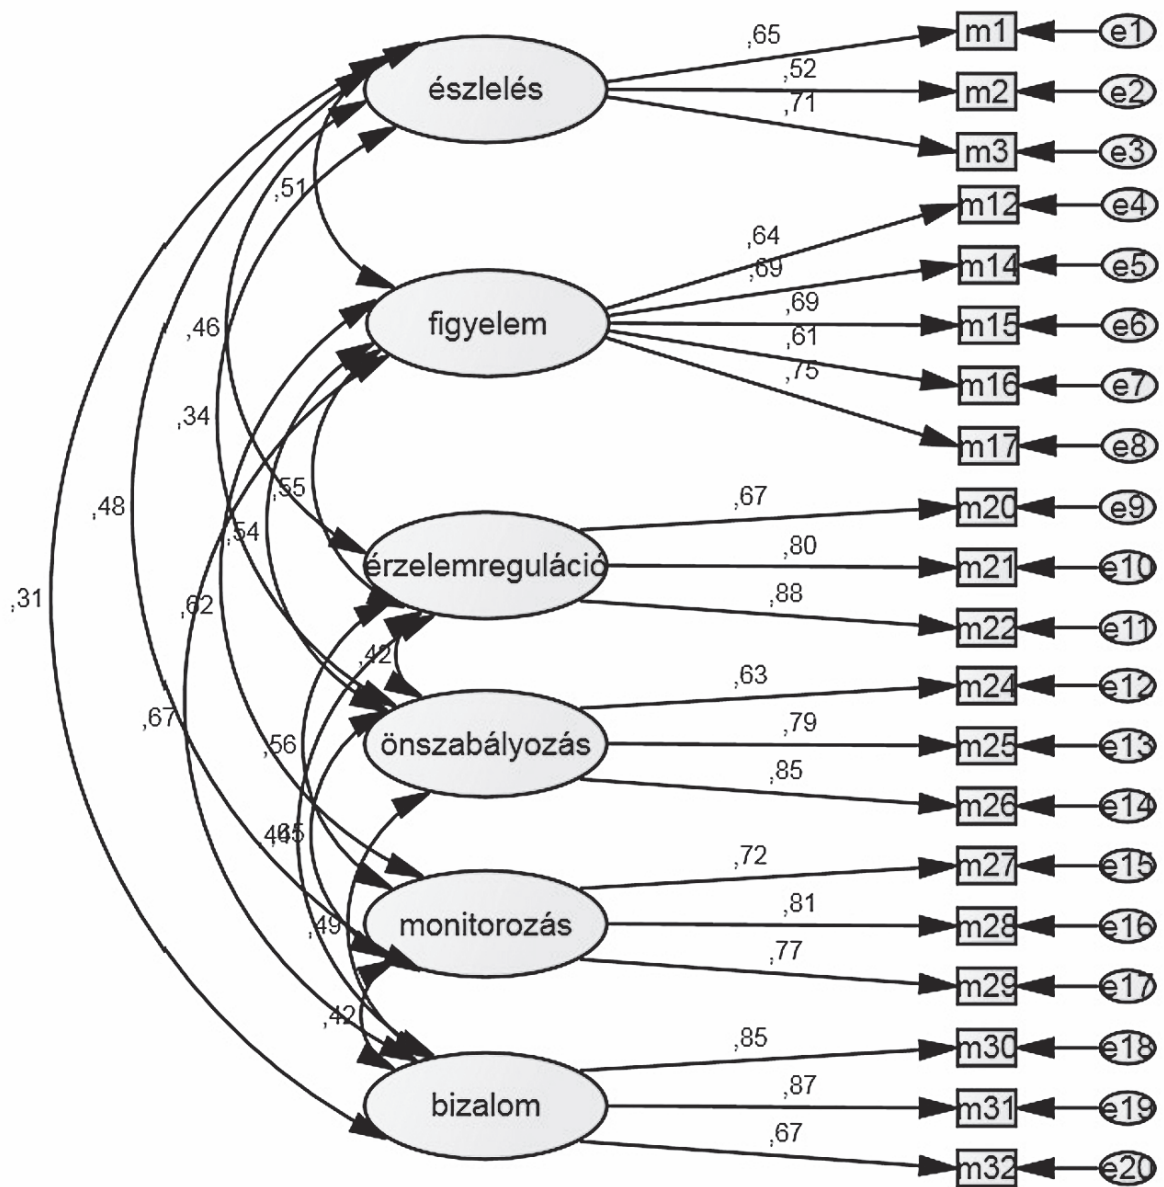 ,65
m1
e1
észlelés
,52
m2
e2
,71
m3
e3
,51
m12
e4
,64
,69
m14
e5
figyelem
,69
m15
e6
,46
,61
m16
e7
,75
,34
m17
e8
,55
,67
m20
e9
,48
,54
,80
m21
e10
érzelemreguláció
,31
,62
,88
m22
e11
,42
,63
m24
e12
,67
,56
önszabályozás
,79
m25
e13
,85
m26
e14
,72
m27
e15
,49
monitorozás
,81
m28
e16
,77
m29
e17
,42
,85
m30
e18
bizalom
,87
m31
e19
,67
m32
e20